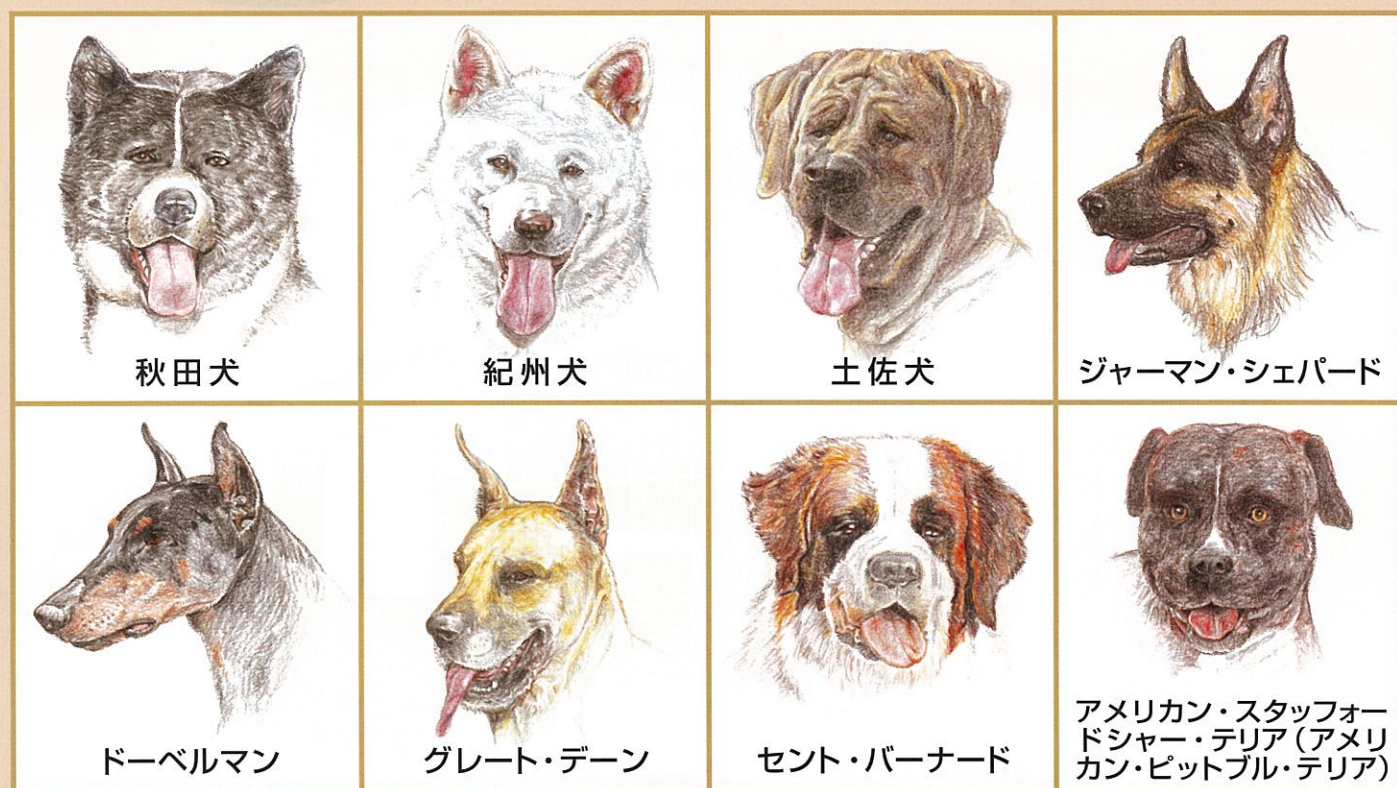 秋田犬
紀州犬
土佐犬
ジャーマン・シェパード
ドーベルマン
グレート・デーン
セント・バーナード
アメリカン・スタッフォー
ドシャー・テリア(アメリ
カン・ピットブル・テリア)